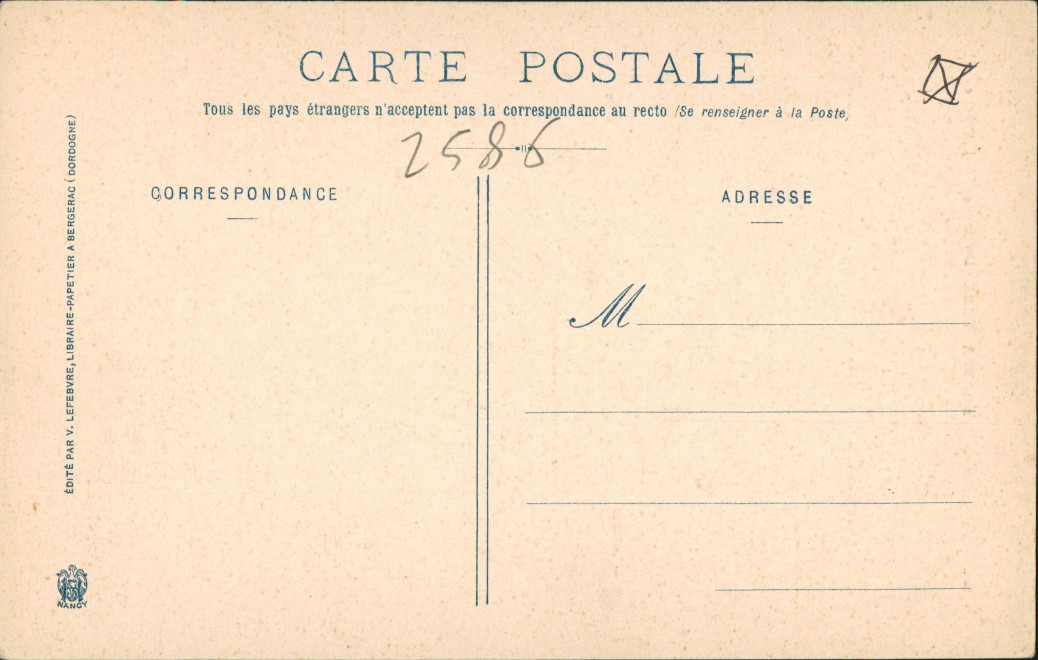 CARTE POSTALE
Tous les pays étrangers n'acceptent pas la correspondance au recto (Se renseigner à la Poste)
2586
CORRESPONDANCE
ADRESSE
M
ÉDITÉ PAR V. LEFEBVRE, LIBRAIRE-PAPETIER A BERGERAC (DORDOGNE)
NANCY